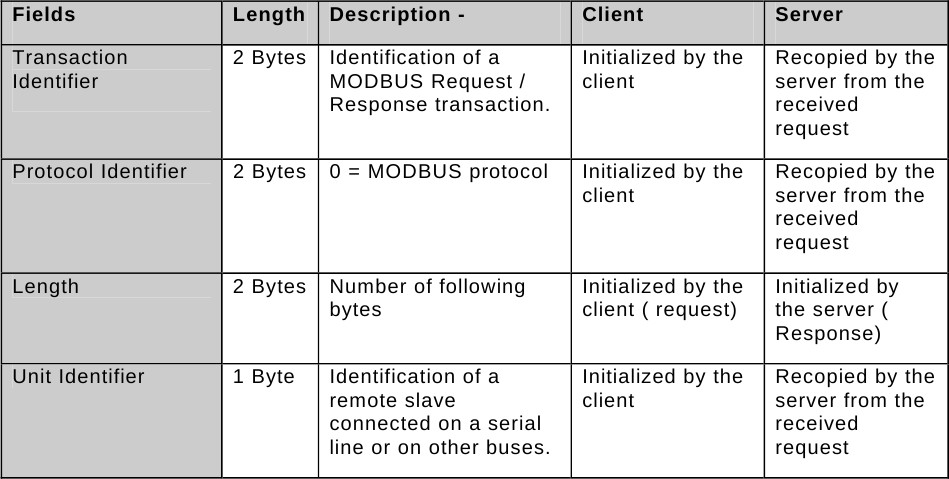 Fields Length Description - Client Server
Transaction Identifier 2 Bytes Identification of a MODBUS Request / Response transaction. Initialized by the client Recopied by the server from the received request
Protocol Identifier 2 Bytes 0 = MODBUS protocol Initialized by the client Recopied by the server from the received request
Length 2 Bytes Number of following bytes Initialized by the client ( request) Initialized by the server ( Response)
Unit Identifier 1 Byte Identification of a remote slave connected on a serial line or on other buses. Initialized by the client Recopied by the server from the received request